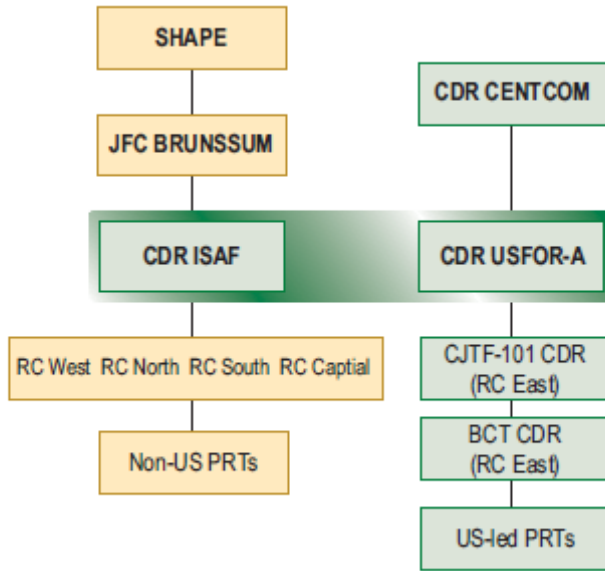 SHAPE
JFC BRUNSSUM
CDR ISAF
RC West RC North RC South RC Captial
Non-US PRTs
CDR CENTCOM
CDR USFOR-A
CJTF-101 CDR
(RC East)
BCT CDR
(RC East)
US-led PRTs